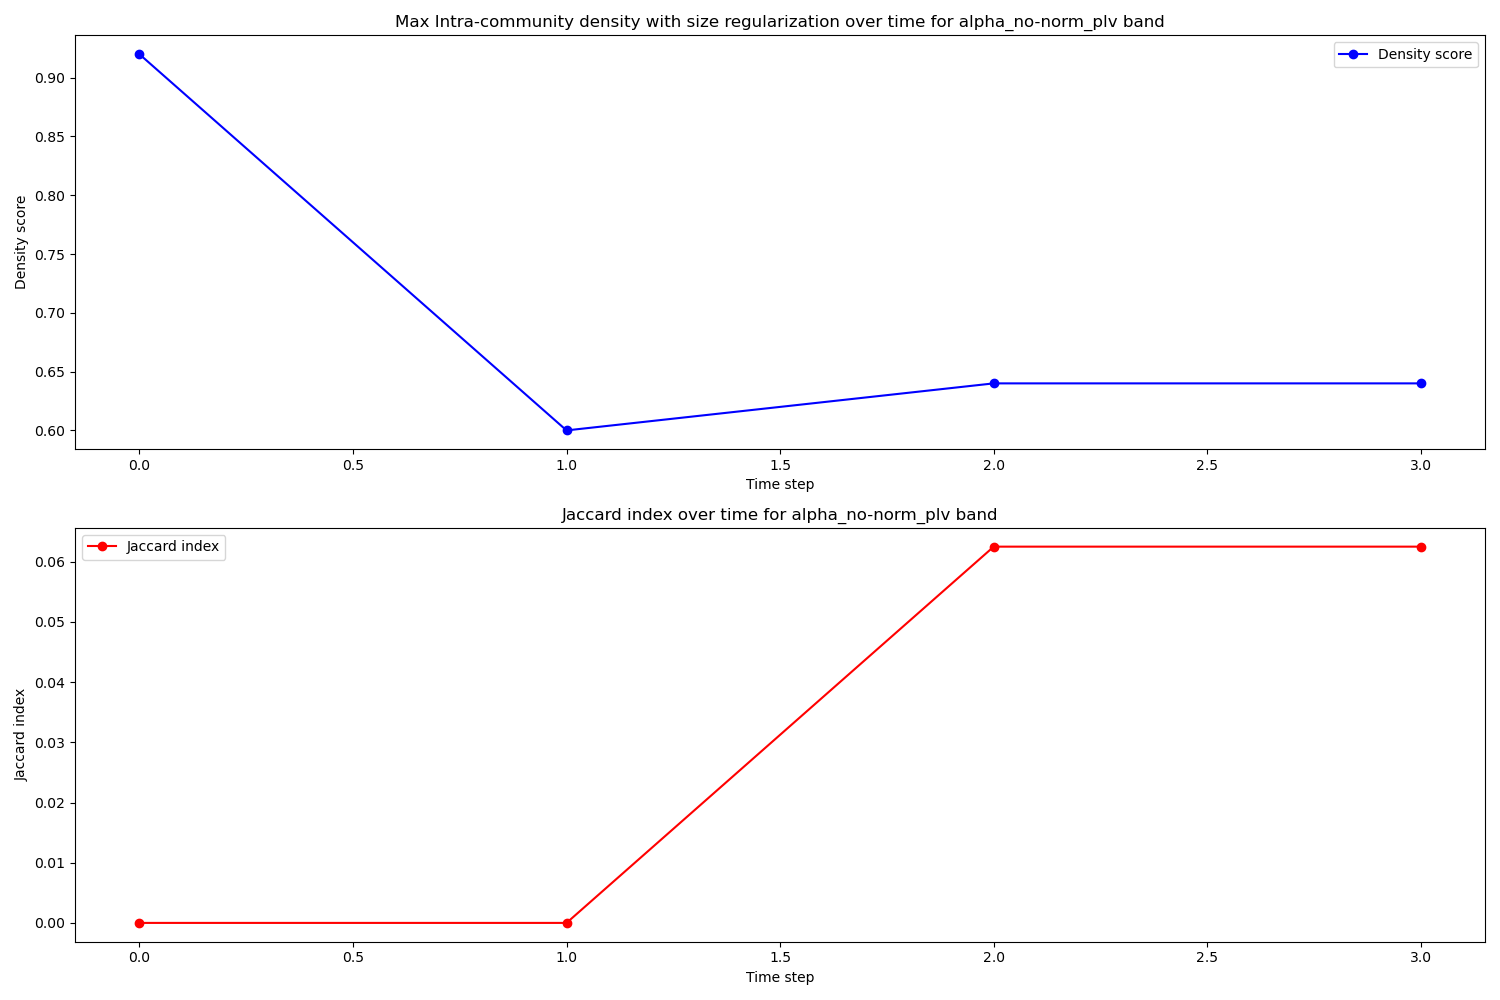 Max Intra-community density with size regularization over time for alpha_no-norm_plv band
Density score
0.90
0.85
0.80
0.75
0.70
0.65
0.60
Density score
0.0 0.5 1.0 1.5 2.0 2.5 3.0
Time step
Jaccard index over time for alpha_no-norm_plv band
Jaccard index
0.06
0.05
0.04
0.03
0.02
0.01
0.00
Jaccard index
0.0 0.5 1.0 1.5 2.0 2.5 3.0
Time step